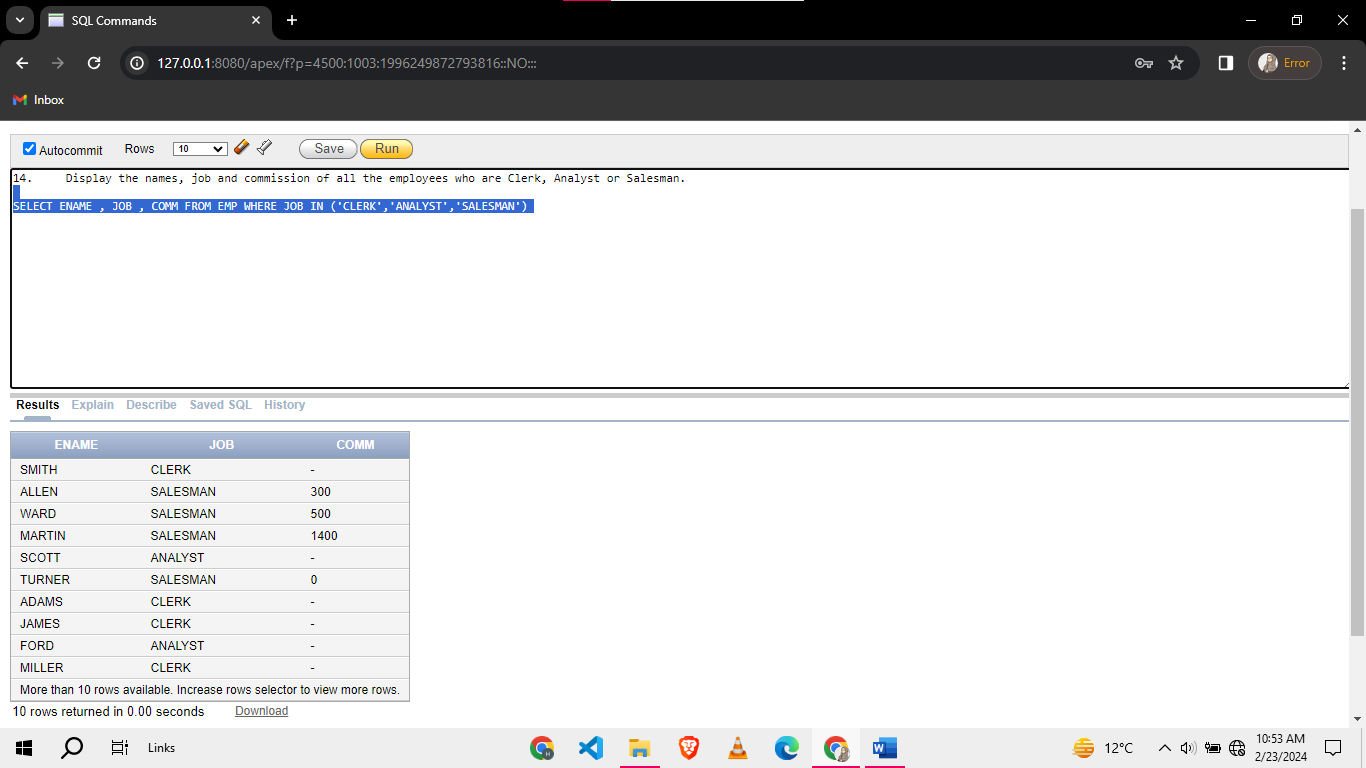 SQL Commands
127.0.0.1:8080/apex/f?p=4500:1003:1996249872793816::NO:::
Error
Inbox
Autocommit Rows 10 Save Run
14. Display the names, job and commission of all the employees who are Clerk, Analyst or Salesman.
SELECT ENAME , JOB , COMM FROM EMP WHERE JOB IN ('CLERK','ANALYST','SALESMAN')
Results Explain Describe Saved SQL History
ENAME JOB COMM
SMITH CLERK -
ALLEN SALESMAN 300
WARD SALESMAN 500
MARTIN SALESMAN 1400
SCOTT ANALYST -
TURNER SALESMAN 0
ADAMS CLERK -
JAMES CLERK -
FORD ANALYST -
MILLER CLERK -
More than 10 rows available. Increase rows selector to view more rows.
10 rows returned in 0.00 seconds Download
Links
12°C
10:53 AM
2/23/2024